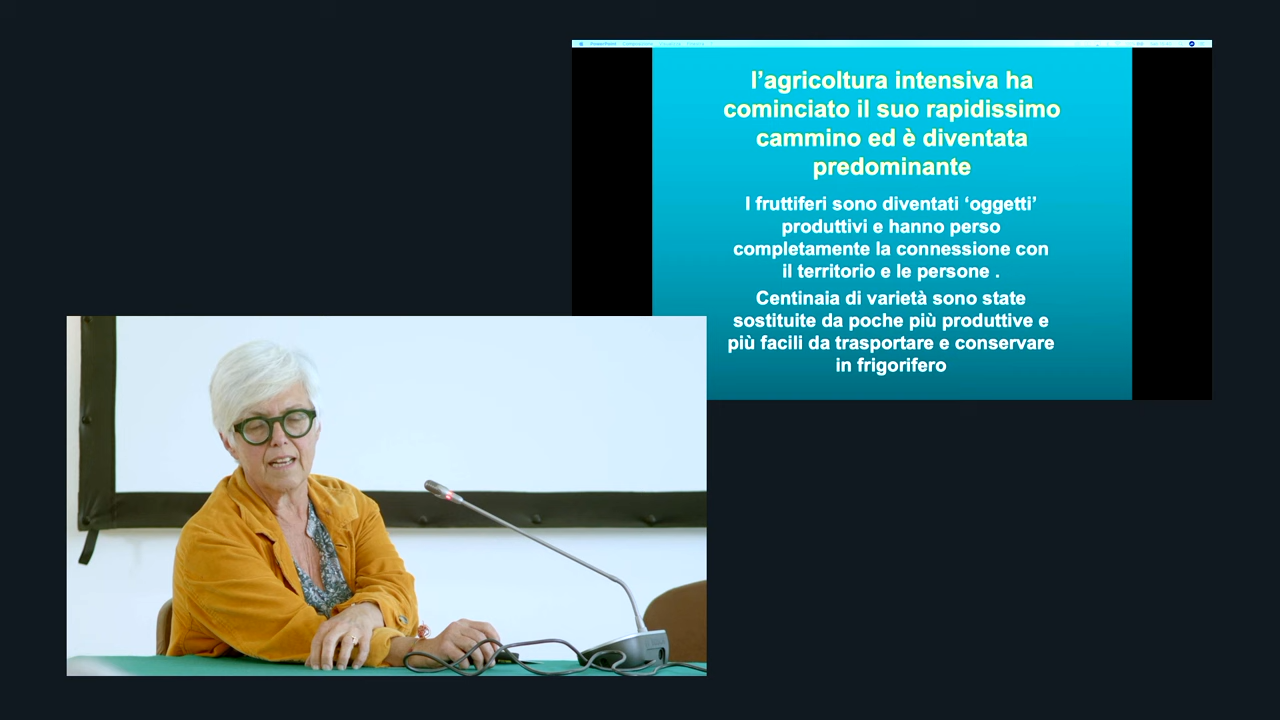 l'agricoltura intensiva ha
cominciato il suo rapidissimo
cammino ed è diventata
predominante
I fruttiferi sono diventati ‘oggetti’
produttivi e hanno perso
completamente la connessione con
il territorio e le persone .
Centinaia di varietà sono state
sostituite da poche più produttive e
più facili da trasportare e conservare
in frigorifero